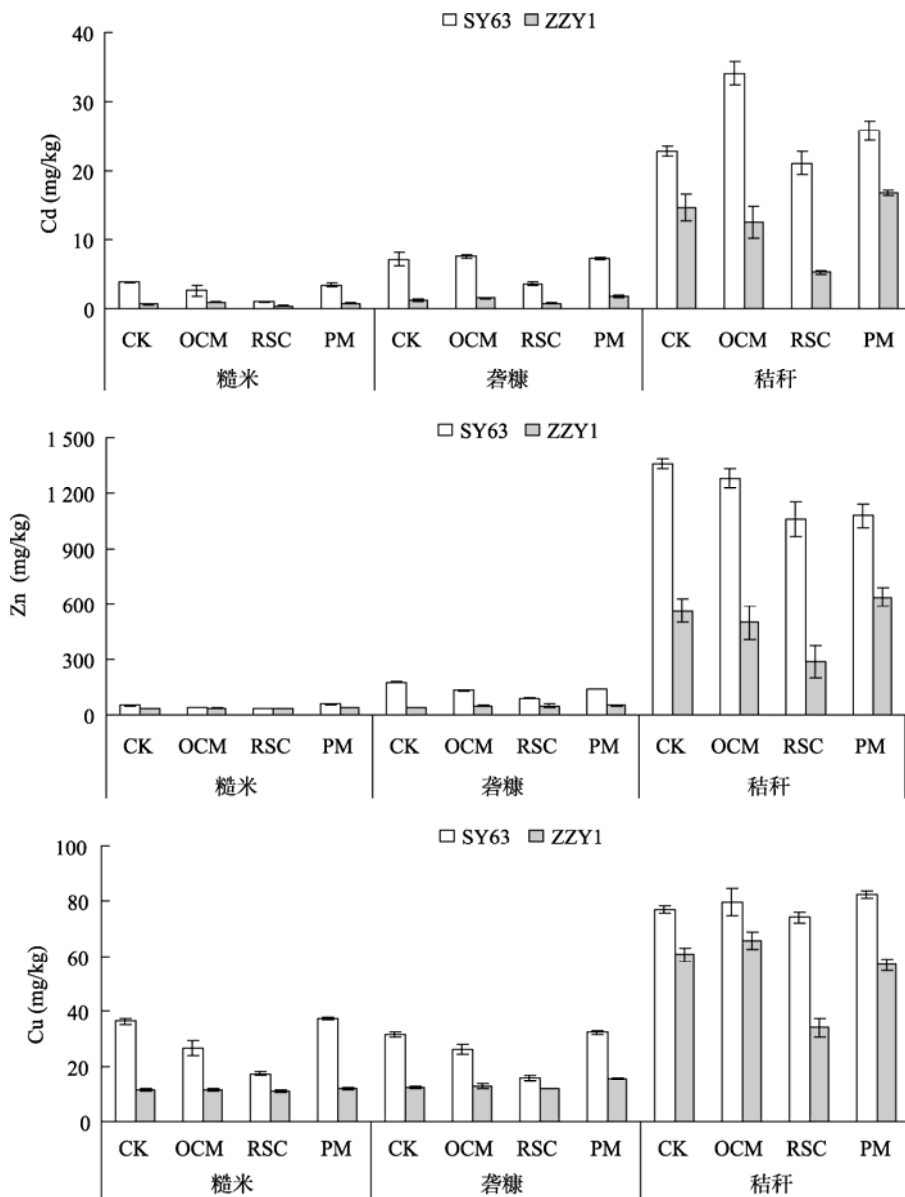 SY63 ZZY1
Cd (mg/kg)
40
30
20
10
0
CK OCM RSC PM CK OCM RSC PM CK OCM RSC PM
糙米 砻糠 秸秆
SY63 ZZY1
Zn (mg/kg)
1 500
1 200
900
600
300
0
CK OCM RSC PM CK OCM RSC PM CK OCM RSC PM
糙米 砻糠 秸秆
SY63 ZZY1
Cu (mg/kg)
100
80
60
40
20
0
CK OCM RSC PM CK OCM RSC PM CK OCM RSC PM
糙米 砻糠 秸秆